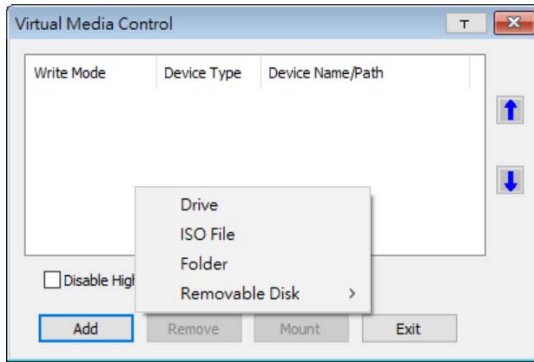 Virtual Media Control
T
Write Mode Device Type Device Name/Path
Drive
ISO File
Folder
Removable Disk
Disable High
Add Remove Mount Exit